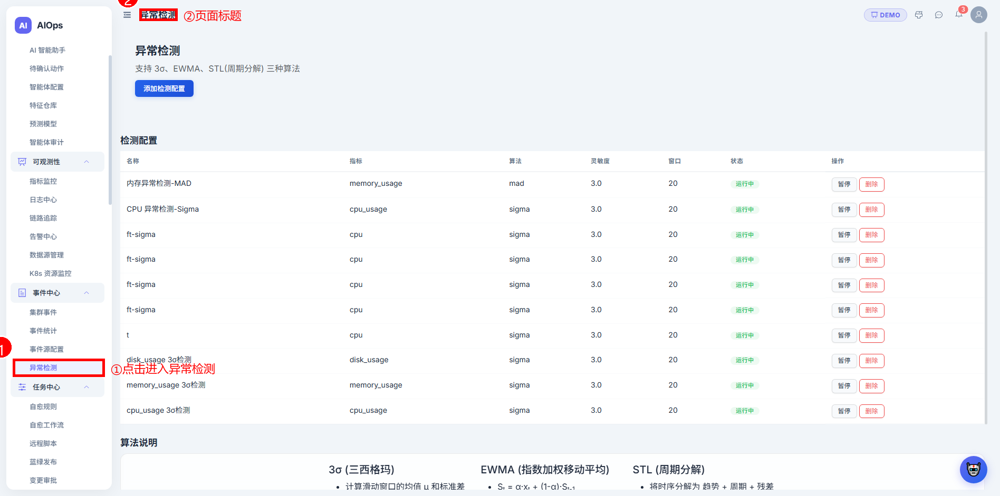 AI AIOps
AI 智能助手
待确认动作
智能体配置
特征仓库
预测模型
智能体审计
可观测性
指标监控
日志中心
链路追踪
告警中心
数据源管理
K8s 资源监控
事件中心
集群事件
事件统计
事件源配置
1
异常检测
①点击进入异常检测
任务中心
自愈规则
自愈工作流
远程脚本
蓝绿发布
变更审批
2
异常检测
②页面标题
DEMO
3
异常检测
支持 3σ、EWMA、STL(周期分解) 三种算法
添加检测配置
检测配置
名称 指标 算法 灵敏度 窗口 状态 操作
内存异常检测-MAD memory_usage mad 3.0 20 运行中 暂停 删除
CPU 异常检测-Sigma cpu_usage sigma 3.0 20 运行中 暂停 删除
ft-sigma cpu sigma 3.0 20 运行中 暂停 删除
ft-sigma cpu sigma 3.0 20 运行中 暂停 删除
ft-sigma cpu sigma 3.0 20 运行中 暂停 删除
ft-sigma cpu sigma 3.0 20 运行中 暂停 删除
t cpu sigma 3.0 20 运行中 暂停 删除
disk_usage 3σ检测 disk_usage sigma 3.0 20 运行中 暂停 删除
memory_usage 3σ检测 memory_usage sigma 3.0 20 运行中 暂停 删除
cpu_usage 3σ检测 cpu_usage sigma 3.0 20 运行中 暂停 删除
算法说明
3σ (三西格玛) EWMA (指数加权移动平均) STL (周期分解)
• 计算滑动窗口的均值 μ 和标准差 • Sₜ = α·xₜ + (1-α)·Sₜ₋₁ • 将时序分解为 趋势 + 周期 + 残差